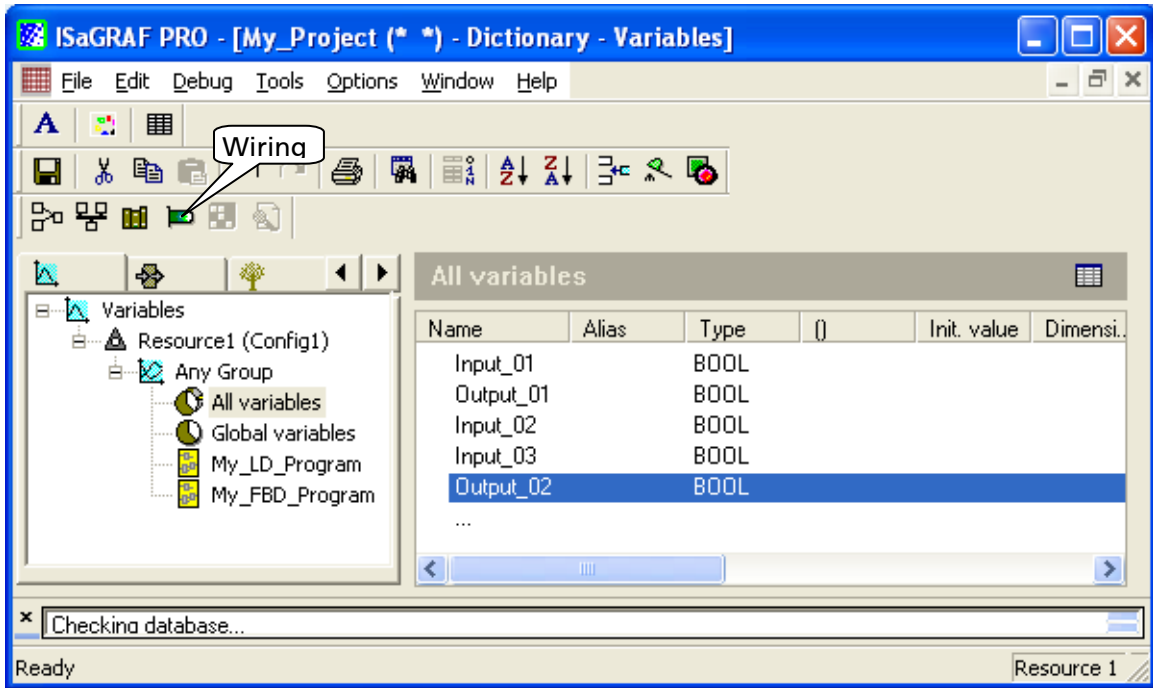 ISaGRAF PRO - [My_Project (* *) - Dictionary - Variables]
File Edit Debug Tools Options Window Help
Wiring
All variables
Variables
Resource1 (Config1)
Any Group
All variables
Global variables
My_LD_Program
My_FBD_Program
Name Alias Type () Init. value Dimensi..
Input_01 BOOL
Output_01 BOOL
Input_02 BOOL
Input_03 BOOL
Output_02 BOOL
...
Checking database...
Ready Resource 1